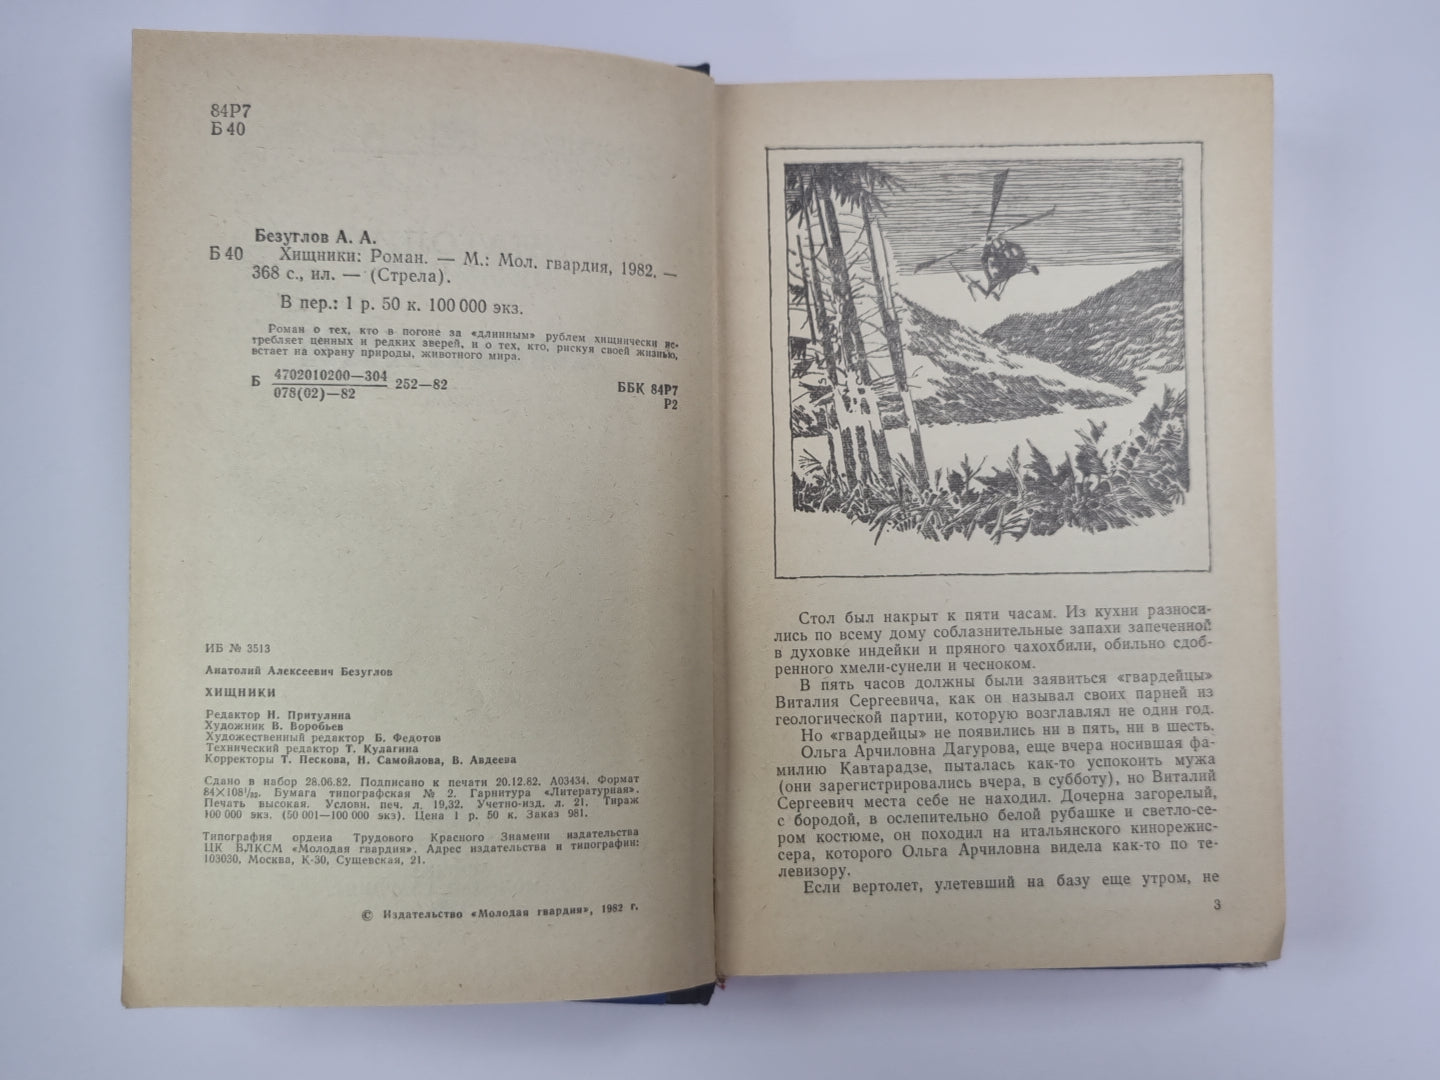 84Р7
Б 40
Безуглов А. А.
Б 40 Хищники: Роман. — М.: Мол. гвардия, 1982. —
368 с., ил. — (Стрела).
В пер.: 1 р. 50 к. 100 000 экз.
Роман о тех, кто в погоне за «длинным» рублем хищнически ис-
требляет ценных и редких зверей, и о тех, кто, рискуя своей жизнью,
встает на охрану природы, животного мира.
Б 4702010200—304 252—82
078(02)—82
ББК 84Р7
Р2
ИБ № 3513
Анатолий Алексеевич Безуглов
ХИЩНИКИ
Редактор Н. Притулина
Художник В. Воробьев
Художественный редактор Б. Федотов
Технический редактор Т. Кулагина
Корректоры Т. Пескова, Н. Самойлова, В. Авдеева
Сдано в набор 28.06.82. Подписано к печати 20.12.82. А03434. Формат
84×108¹/₃₂. Бумага типографская № 2. Гарнитура «Литературная».
Печать высокая. Условн. печ. л. 19,32. Учетно-изд. л. 21. Тираж
100 000 экз. (50 001—100 000 экз). Цена 1 р. 50 к. Заказ 981.
Типография ордена Трудового Красного Знамени издательства
ЦК ВЛКСМ «Молодая гвардия». Адрес издательства и типографии:
103030, Москва, К-30, Сущевская, 21.
© Издательство «Молодая гвардия», 1982 г.
Стол был накрыт к пяти часам. Из кухни разноси-
лись по всему дому соблазнительные запахи запеченной
в духовке индейки и пряного чахохбили, обильно сдоб-
ренного хмели-сунели и чесноком.
В пять часов должны были заявиться «гвардейцы»
Виталия Сергеевича, как он называл своих парней из
геологической партии, которую возглавлял не один год.
Но «гвардейцы» не появились ни в пять, ни в шесть.
Ольга Арчиловна Дагурова, еще вчера носившая фа-
милию Кавтарадзе, пыталась как-то успокоить мужа
(они зарегистрировались вчера, в субботу), но Виталий
Сергеевич места себе не находил. Дочерна загорелый,
с бородой, в ослепительно белой рубашке и светло-се-
ром костюме, он походил на итальянского кинорежис-
сера, которого Ольга Арчиловна видела как-то по те-
левизору.
Если вертолет, улетевший на базу еще утром, не
3